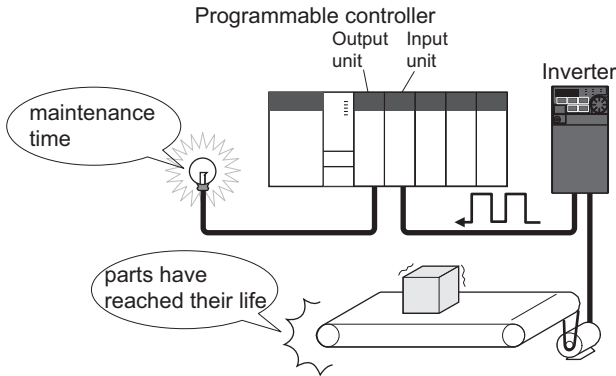 Programmable controller
Output
unit
Input
unit
Inverter
maintenance
time
parts have
reached their life